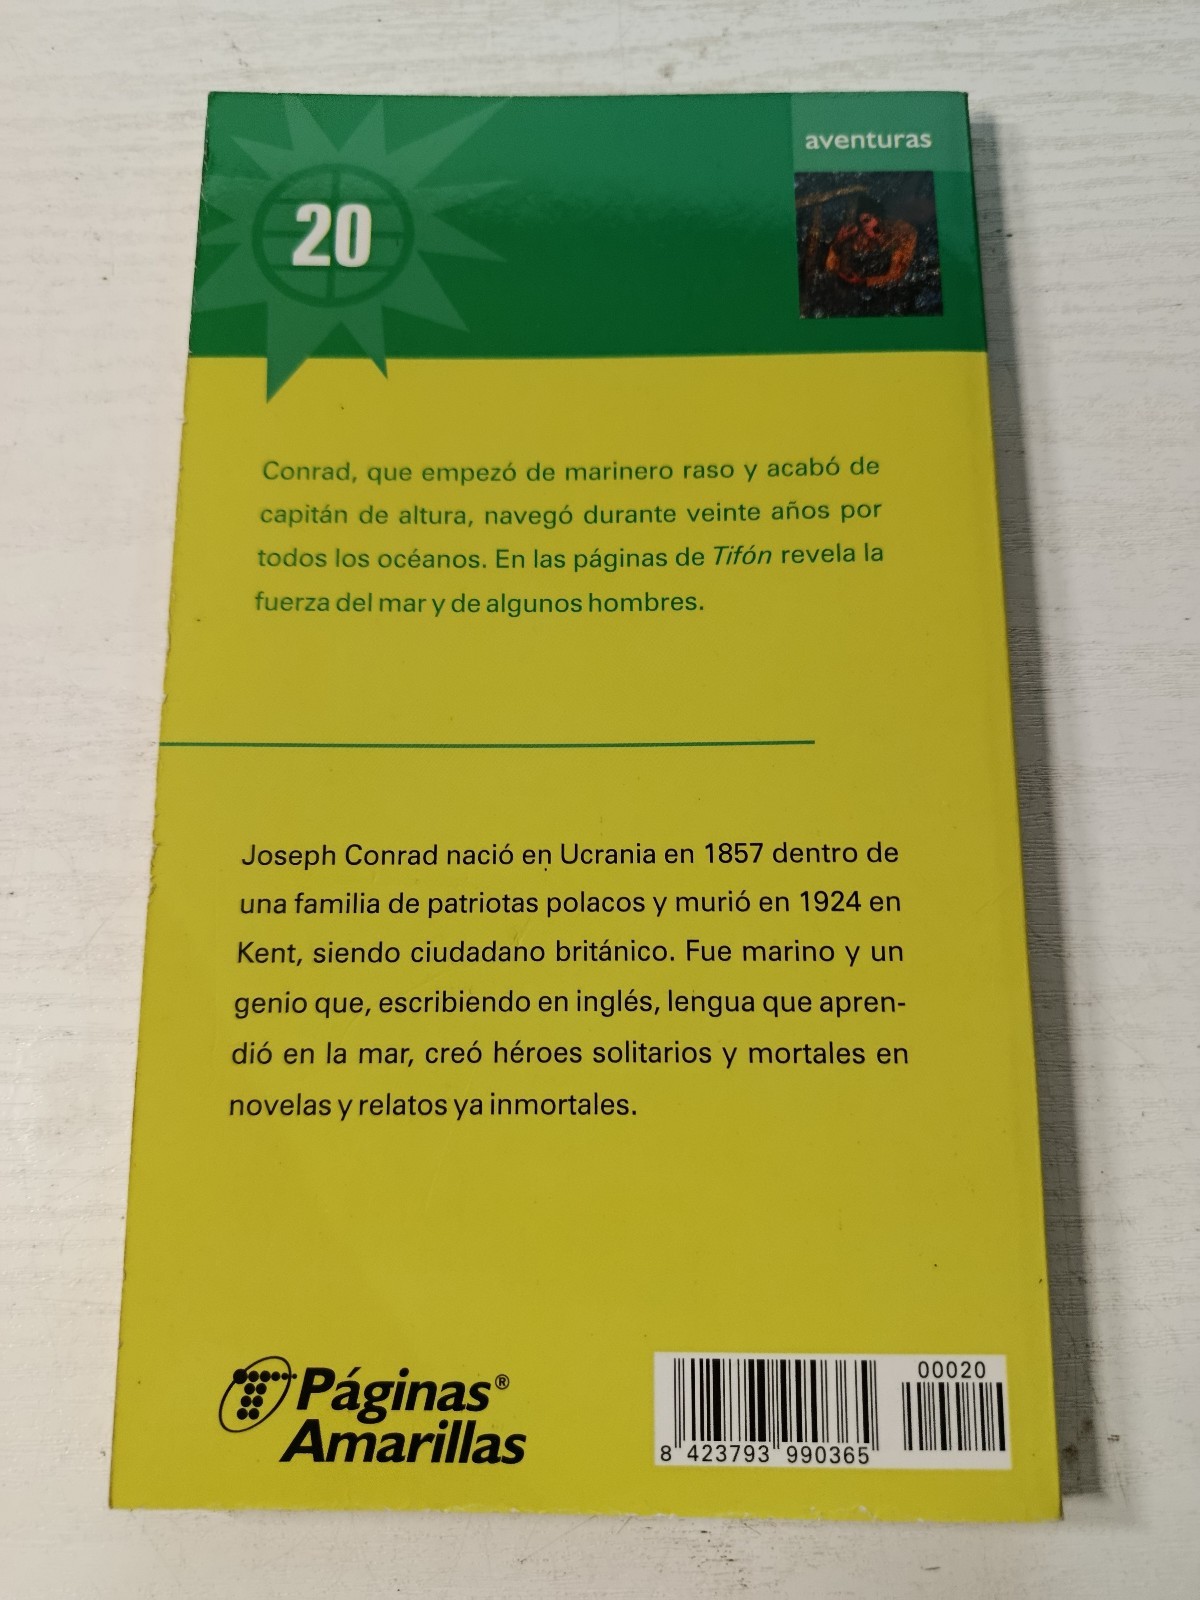 aventuras
20
Conrad, que empezó de marinero raso y acabó de
capitán de altura, navegó durante veinte años por
todos los océanos. En las páginas de Tifón revela la
fuerza del mar y de algunos hombres.
Joseph Conrad nació en Ucrania en 1857 dentro de
una familia de patriotas polacos y murió en 1924 en
Kent, siendo ciudadano británico. Fue marino y un
genio que, escribiendo en inglés, lengua que apren-
dió en la mar, creó héroes solitarios y mortales en
novelas y relatos ya inmortales.
Páginas®
Amarillas
00020
8 423793 990365